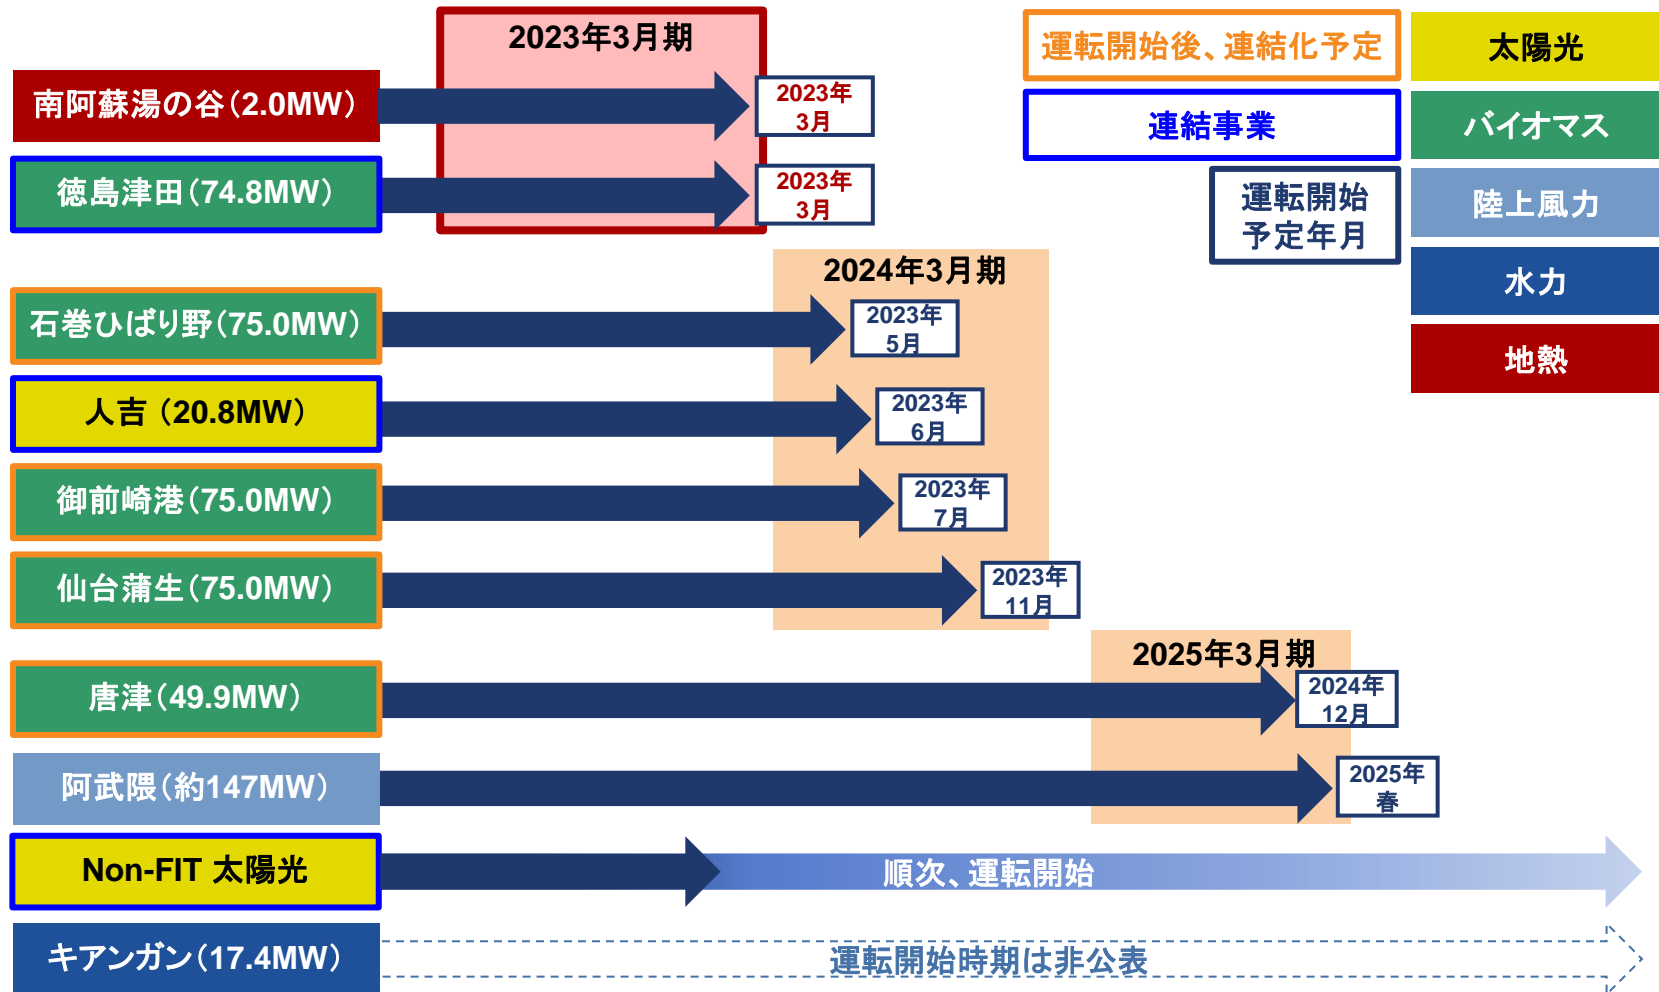 2023年3月期
運転開始後、連結化予定
太陽光
南阿蘇湯の谷（2.0MW）
2023年
3月
連結事業
バイオマス
徳島津田（74.8MW）
2023年
3月
運転開始
予定年月
陸上風力
2024年3月期
水力
石巻ひばり野（75.0MW）
2023年
5月
地熱
人吉（20.8MW）
2023年
6月
御前崎港（75.0MW）
2023年
7月
仙台蒲生（75.0MW）
2023年
11月
2025年3月期
唐津（49.9MW）
2024年
12月
阿武隈（約147MW）
2025年
春
Non-FIT 太陽光
順次、運転開始
キアンガン（17.4MW）
運転開始時期は非公表